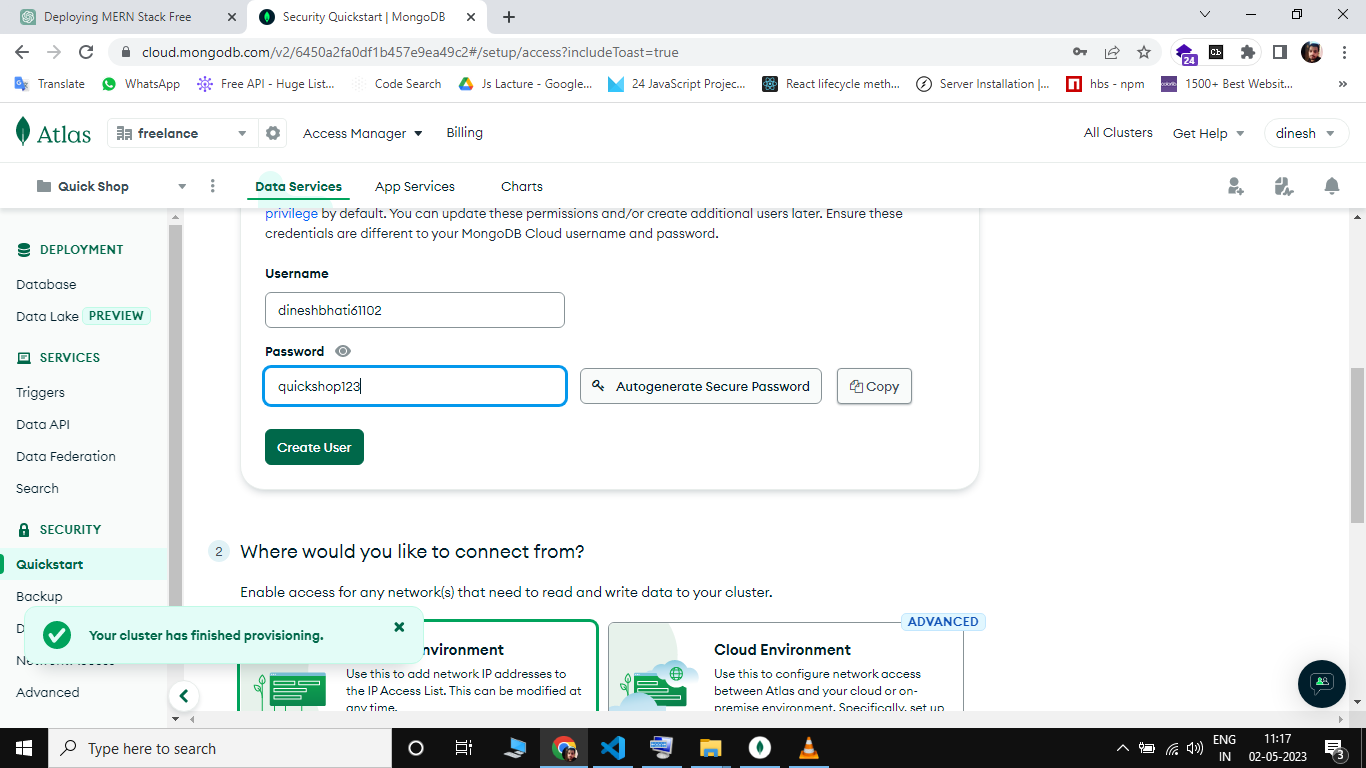 Deploying MERN Stack Free
Security Quickstart | MongoDB
cloud.mongodb.com/v2/6450a2fa0df1b457e9ea49c2#/setup/access?includeToast=true
24
Translate
WhatsApp
Free API - Huge List...
Code Search
Js Lacture - Google...
24 JavaScript Projec...
React lifecycle meth...
Server Installation |...
hbs - npm
1500+ Best Websit...
»
Atlas
freelance
Access Manager
Billing
All Clusters
Get Help
dinesh
Quick Shop
Data Services
App Services
Charts
DEPLOYMENT
Database
Data Lake PREVIEW
SERVICES
Triggers
Data API
Data Federation
Search
SECURITY
Quickstart
Backup
Advanced
privilege by default. You can update these permissions and/or create additional users later. Ensure these
credentials are different to your MongoDB Cloud username and password.
Username
dineshbhati61102
Password
quickshop123
Autogenerate Secure Password
Copy
Create User
2 Where would you like to connect from?
Enable access for any network(s) that need to read and write data to your cluster.
Your cluster has finished provisioning.
vironment
Use this to add network IP addresses to
the IP Access List. This can be modified at
any time.
ADVANCED
Cloud Environment
Use this to configure network access
between Atlas and your cloud or on-
premise environment. Specifically, set up
Type here to search
ENG
IN
11:17
02-05-2023
3